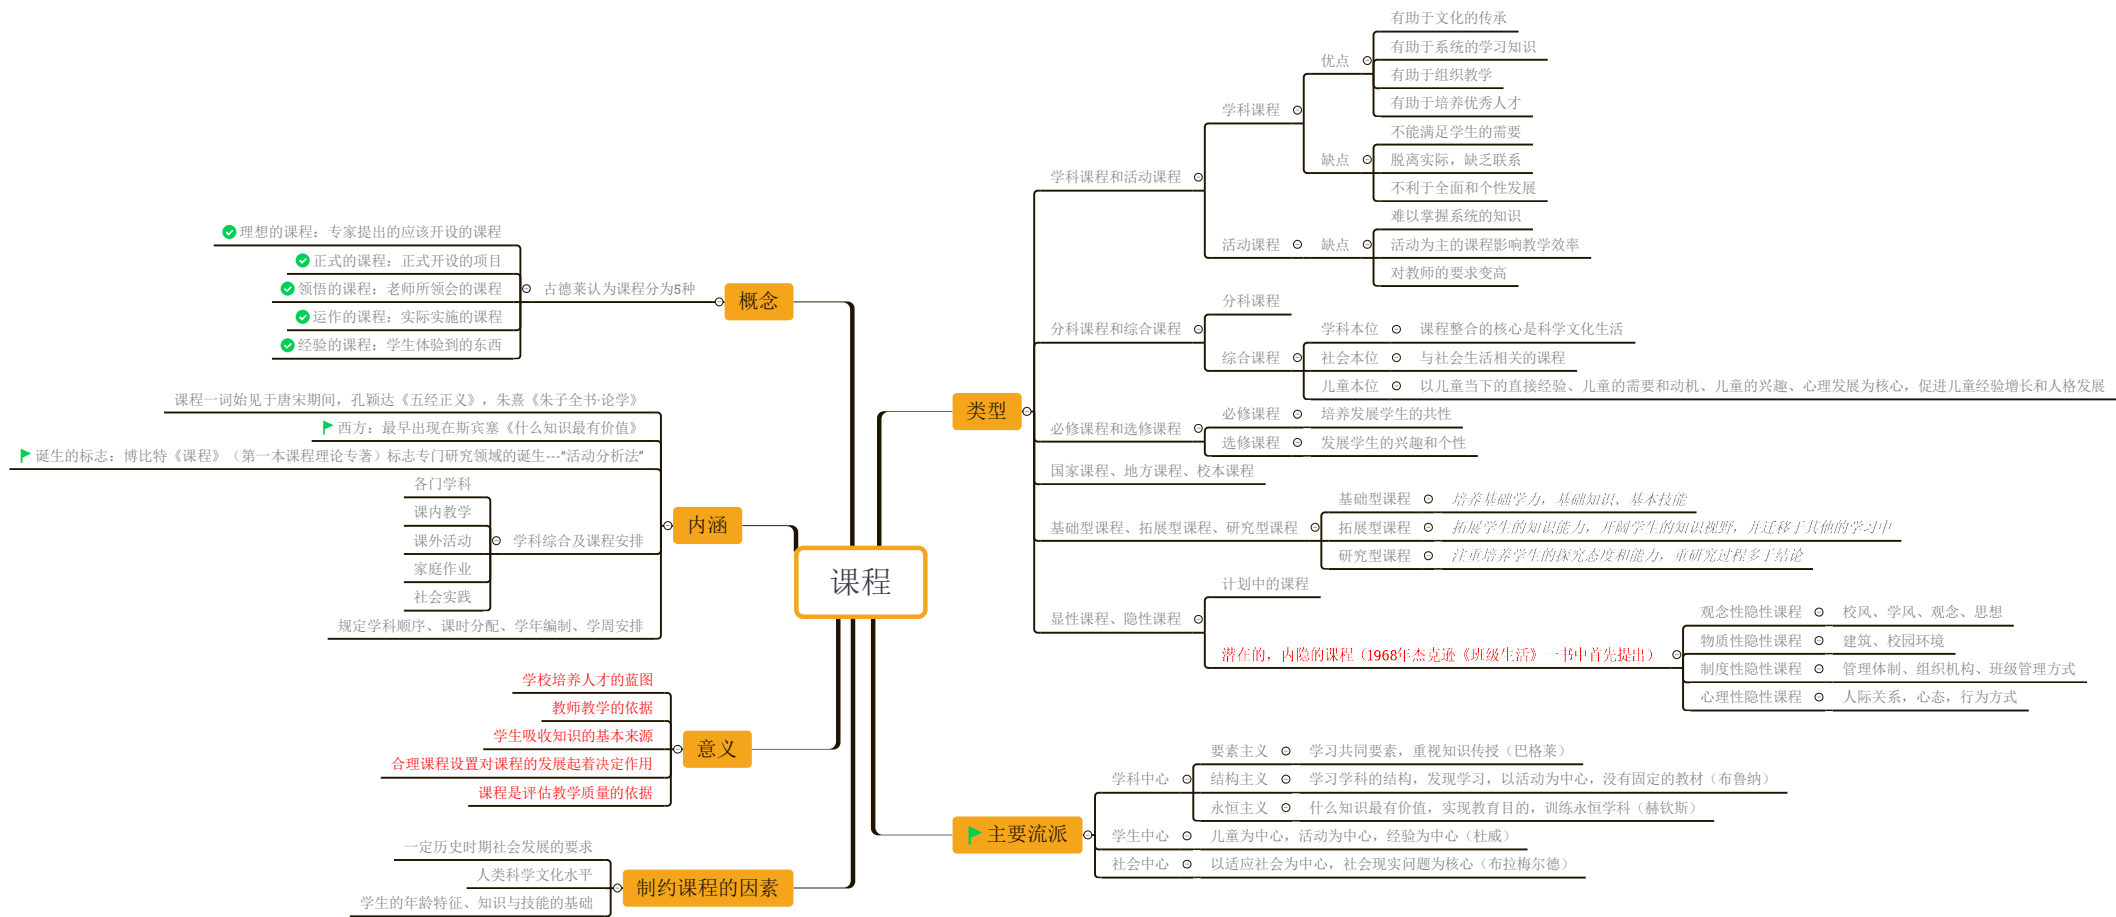 课程
概念
古德莱认为课程分为5种
理想的课程：专家提出的应该开设的课程
正式的课程：正式开设的项目
领悟的课程：老师所领会的课程
运作的课程：实际实施的课程
经验的课程：学生体验到的东西
内涵
课程一词始见于唐宋期间，孔颖达《五经正义》，朱熹《朱子全书·论学》
西方：最早出现在斯宾塞《什么知识最有价值》
诞生的标志：博比特《课程》（第一本课程理论专著）标志专门研究领域的诞生---"活动分析法"
学科综合及课程安排
各门学科
课内教学
课外活动
家庭作业
社会实践
规定学科顺序、课时分配、学年编制、学周安排
意义
学校培养人才的蓝图
教师教学的依据
学生吸收知识的基本来源
合理课程设置对课程的发展起着决定作用
课程是评估教学质量的依据
制约课程的因素
一定历史时期社会发展的要求
人类科学文化水平
学生的年龄特征、知识与技能的基础
类型
学科课程和活动课程
学科课程
优点
有助于文化的传承
有助于系统的学习知识
有助于组织教学
有助于培养优秀人才
缺点
不能满足学生的需要
脱离实际，缺乏联系
不利于全面和个性发展
活动课程
缺点
难以掌握系统的知识
活动为主的课程影响教学效率
对教师的要求变高
分科课程和综合课程
分科课程
综合课程
学科本位
课程整合的核心是科学文化生活
社会本位
与社会生活相关的课程
儿童本位
以儿童当下的直接经验、儿童的需要和动机、儿童的兴趣、心理发展为核心，促进儿童经验增长和人格发展
必修课程和选修课程
必修课程
培养发展学生的共性
选修课程
发展学生的兴趣和个性
国家课程、地方课程、校本课程
基础型课程、拓展型课程、研究型课程
基础型课程
培养基础学力，基础知识、基本技能
拓展型课程
拓展学生的知识能力，开阔学生的知识视野，并迁移于其他的学习中
研究型课程
注重培养学生的探究态度和能力，重研究过程多于结论
显性课程、隐性课程
计划中的课程
潜在的，内隐的课程（1968年杰克逊《班级生活》一书中首先提出）
观念性隐性课程
校风、学风、观念、思想
物质性隐性课程
建筑、校园环境
制度性隐性课程
管理体制、组织机构、班级管理方式
心理性隐性课程
人际关系，心态，行为方式
主要流派
学科中心
要素主义
学习共同要素，重视知识传授（巴格莱）
结构主义
学习学科的结构，发现学习，以活动为中心，没有固定的教材（布鲁纳）
永恒主义
什么知识最有价值，实现教育目的，训练永恒学科（赫钦斯）
学生中心
儿童为中心，活动为中心，经验为中心（杜威）
社会中心
以适应社会为中心，社会现实问题为核心（布拉梅尔德）